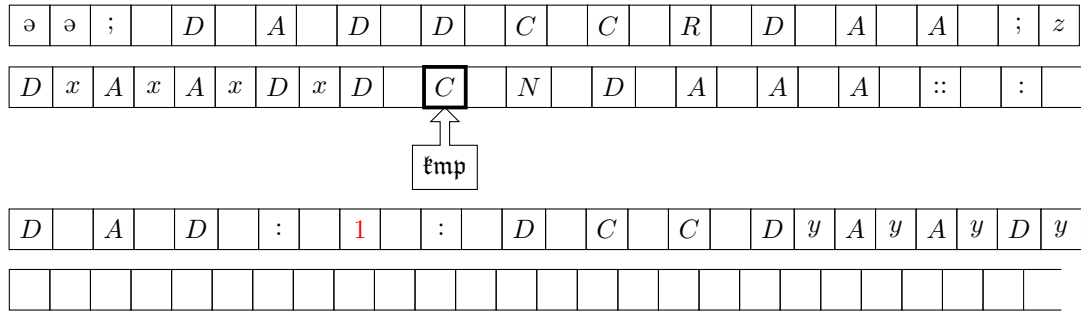 ə ə ; D A D D C C R D A A ; z
D x A x A x D x D C N D A A A :: :
𝔨𝔪𝔭
D A D : 1 : D C C D y A y A y D y